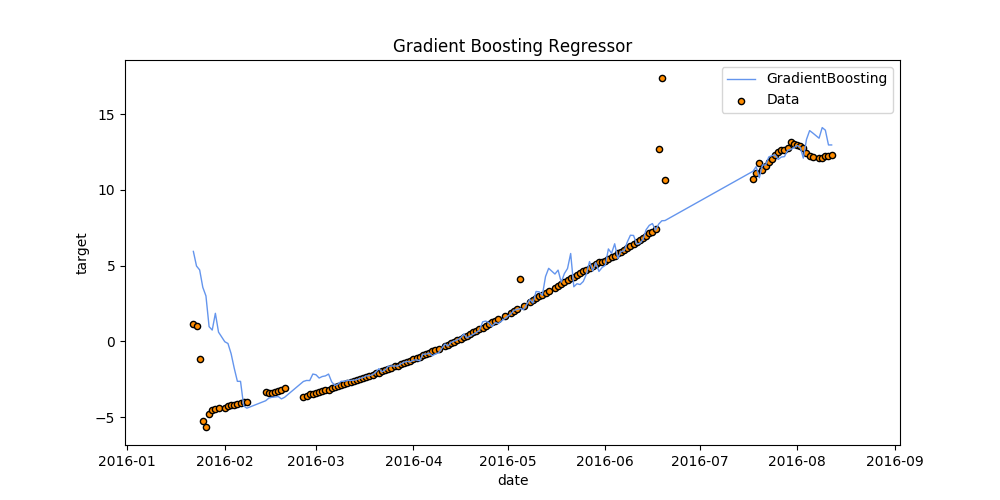 Gradient Boosting Regressor
GradientBoosting
Data
15
10
5
0
−5
target
2016-01 2016-02 2016-03 2016-04 2016-05 2016-06 2016-07 2016-08 2016-09
date